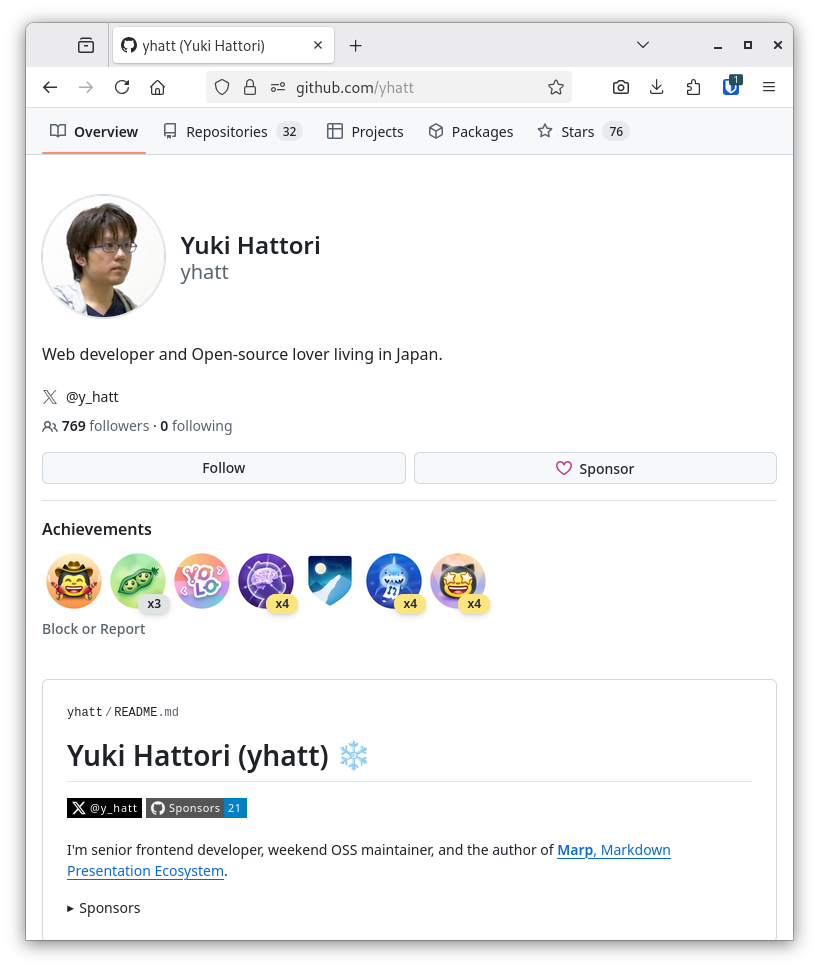 yhatt (Yuki Hattori)
github.com/yhatt
1
Overview Repositories 32 Projects Packages Stars 76
Yuki Hattori
yhatt
Web developer and Open-source lover living in Japan.
𝕏 @y_hatt
769 followers · 0 following
Follow Sponsor
Achievements
YOLO
x3 x4 x4 x4
Block or Report
yhatt/README.md
Yuki Hattori (yhatt) ❄️
𝕏 @y_hatt Sponsors 21
I'm senior frontend developer, weekend OSS maintainer, and the author of Marp, Markdown
Presentation Ecosystem.
▸ Sponsors